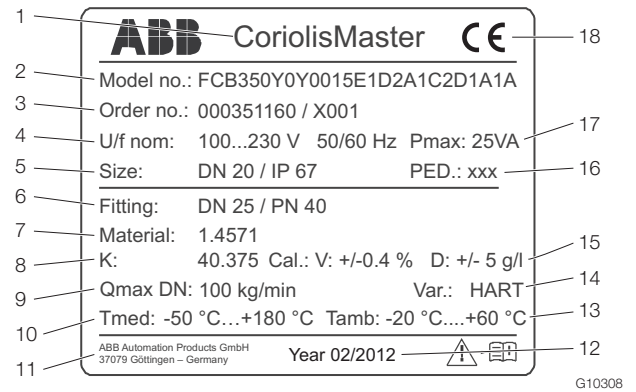 1 ABB CoriolisMaster CE 18
2 Model no.: FCB350Y0Y0015E1D2A1C2D1A1A
3 Order no.: 000351160 / X001
4 U/f nom: 100...230 V 50/60 Hz Pmax: 25VA 17
5 Size: DN 20 / IP 67 PED.: xxx 16
6 Fitting: DN 25 / PN 40
7 Material: 1.4571
8 K: 40.375 Cal.: V: +/-0.4 % D: +/- 5 g/l 15
9 Qmax DN: 100 kg/min Var.: HART 14
10 Tmed: -50 °C…+180 °C Tamb: -20 °C....+60 °C 13
11 ABB Automation Products GmbH
37079 Göttingen – Germany
Year 02/2012 12
G10308